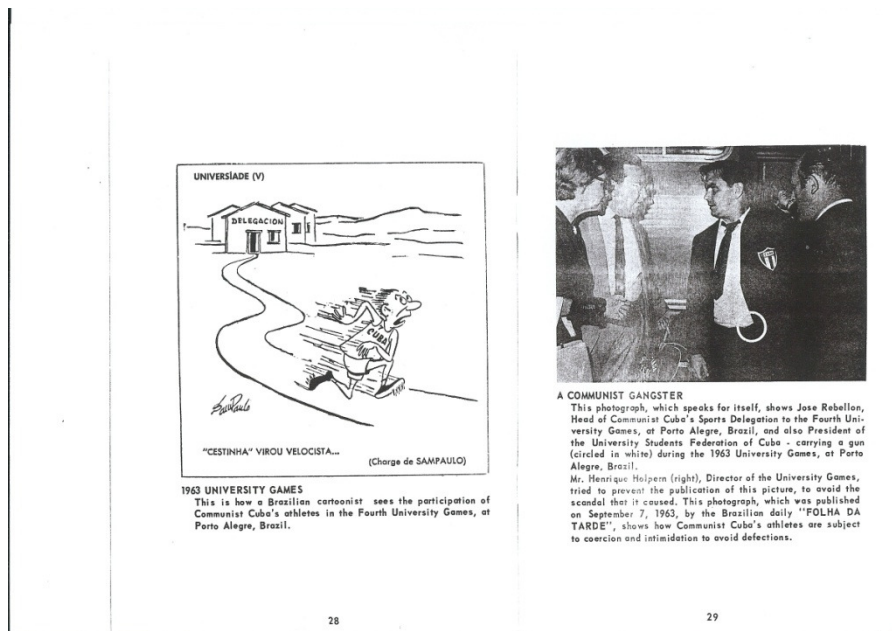 UNIVERSÍADE (V)
DELEGACION
CUBA
SamPaulo
"CESTINHA" VIROU VELOCISTA...
(Charge de SAMPAULO)
1963 UNIVERSITY GAMES
This is how a Brazilian cartoonist sees the participation of
Communist Cuba's athletes in the Fourth University Games, at
Porto Alegre, Brazil.
28
A COMMUNIST GANGSTER
This photograph, which speaks for itself, shows Jose Rebellon,
Head of Communist Cuba's Sports Delegation to the Fourth Uni-
versity Games, at Porto Alegre, Brazil, and also President of
the University Students Federation of Cuba - carrying a gun
(circled in white) during the 1963 University Games, at Porto
Alegre, Brazil.
Mr. Henrique Halpern (right), Director of the University Games,
tried to prevent the publication of this picture, to avoid the
scandal that it caused. This photograph, which was published
on September 7, 1963, by the Brazilian daily "FOLHA DA
TARDE", shows how Communist Cuba's athletes are subject
to coercion and intimidation to avoid defections.
29